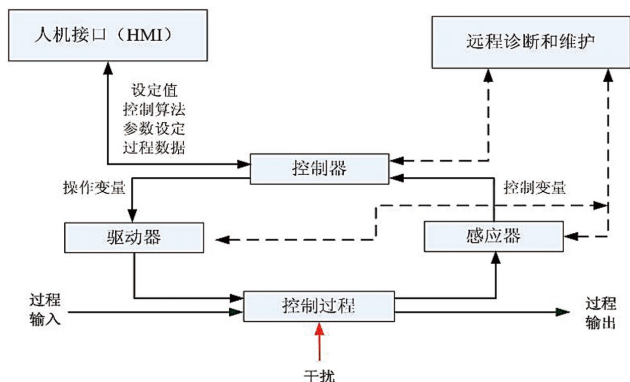 人机接口（HMI）
远程诊断和维护
设定值
控制算法
参数设定
过程数据
控制器
操作变量
控制变量
驱动器
感应器
过程
输入
控制过程
过程
输出
干扰